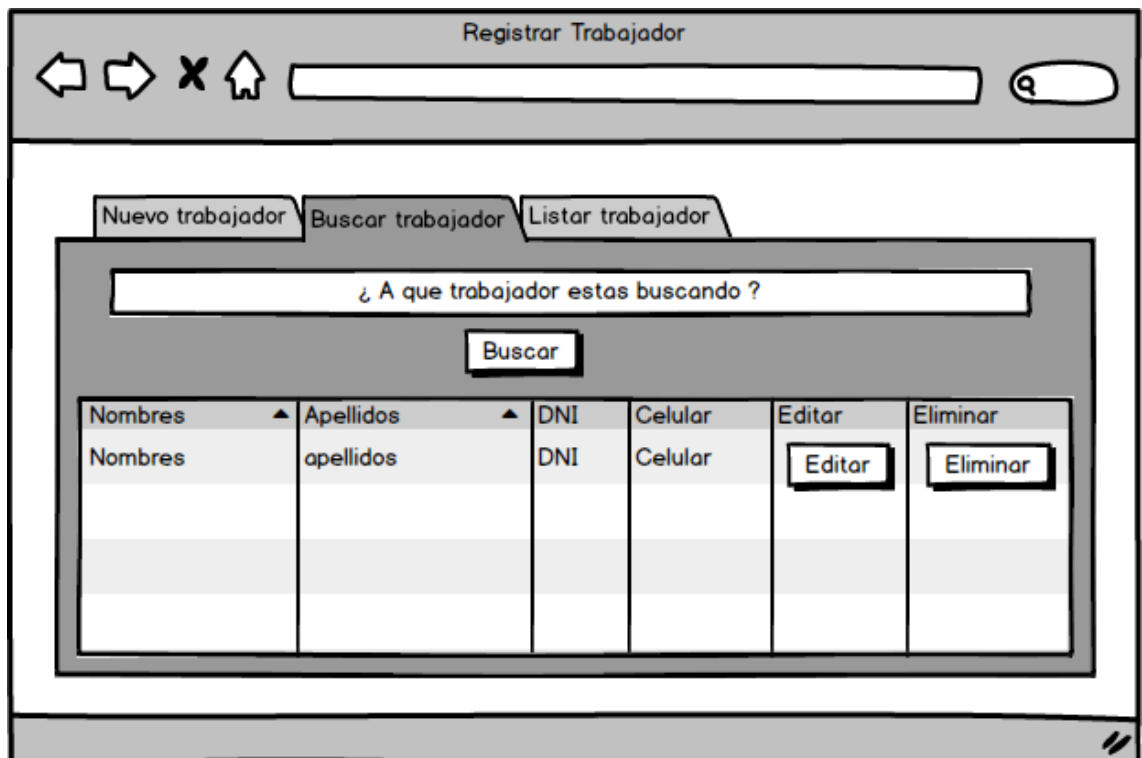 Registrar Trabajador
Nuevo trabajador Buscar trabajador Listar trabajador
¿ A que trabajador estas buscando ?
Buscar
Nombres Apellidos DNI Celular Editar Eliminar
Nombres apellidos DNI Celular Editar Eliminar